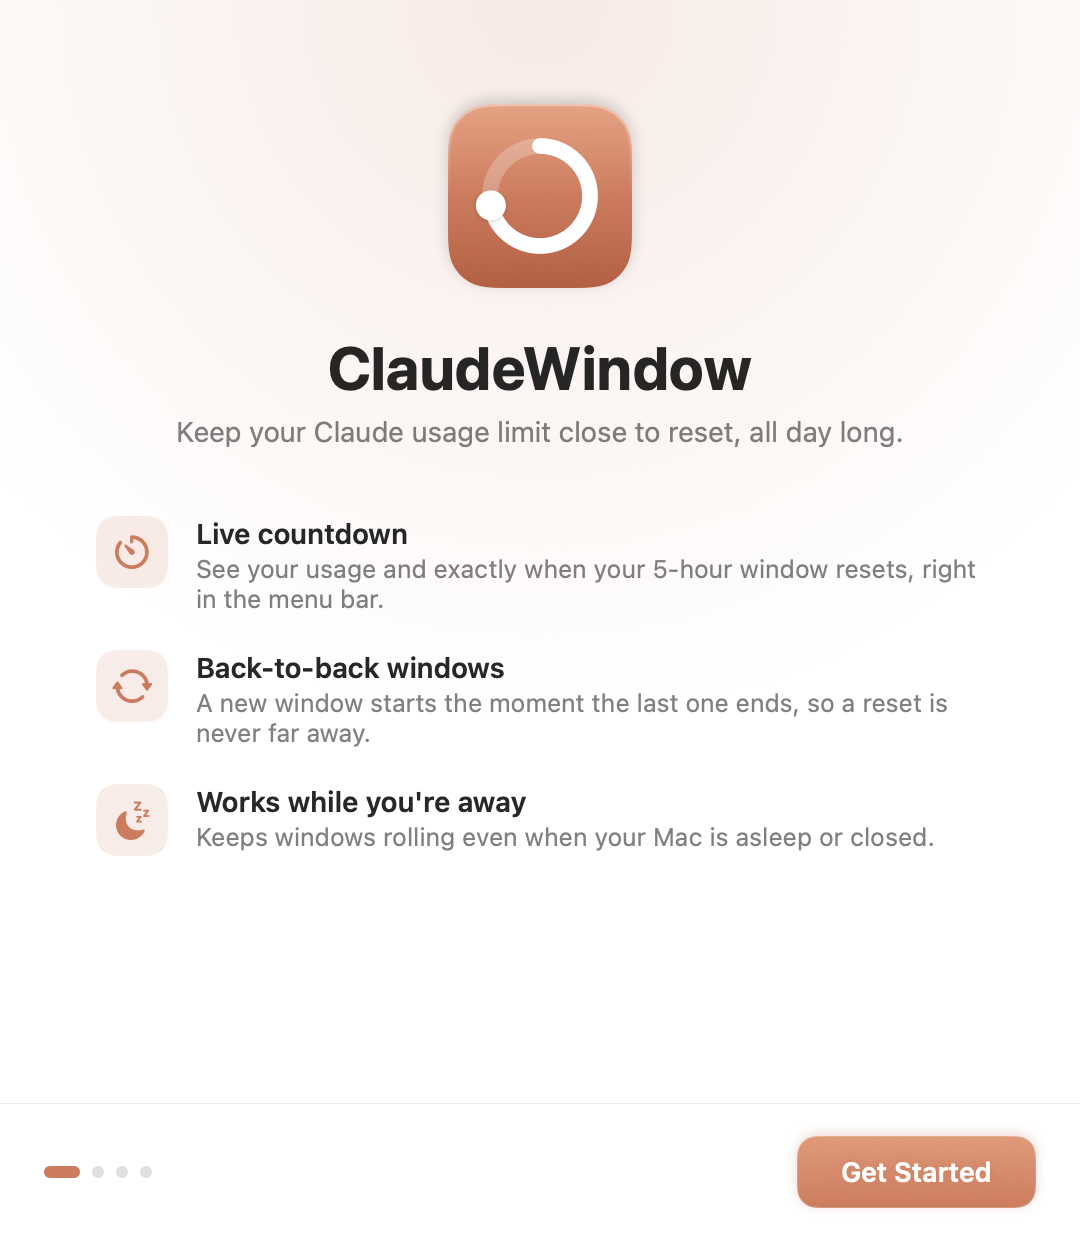 ClaudeWindow
Keep your Claude usage limit close to reset, all day long.
Live countdown
See your usage and exactly when your 5-hour window resets, right
in the menu bar.
Back-to-back windows
A new window starts the moment the last one ends, so a reset is
never far away.
Works while you're away
Keeps windows rolling even when your Mac is asleep or closed.
Get Started